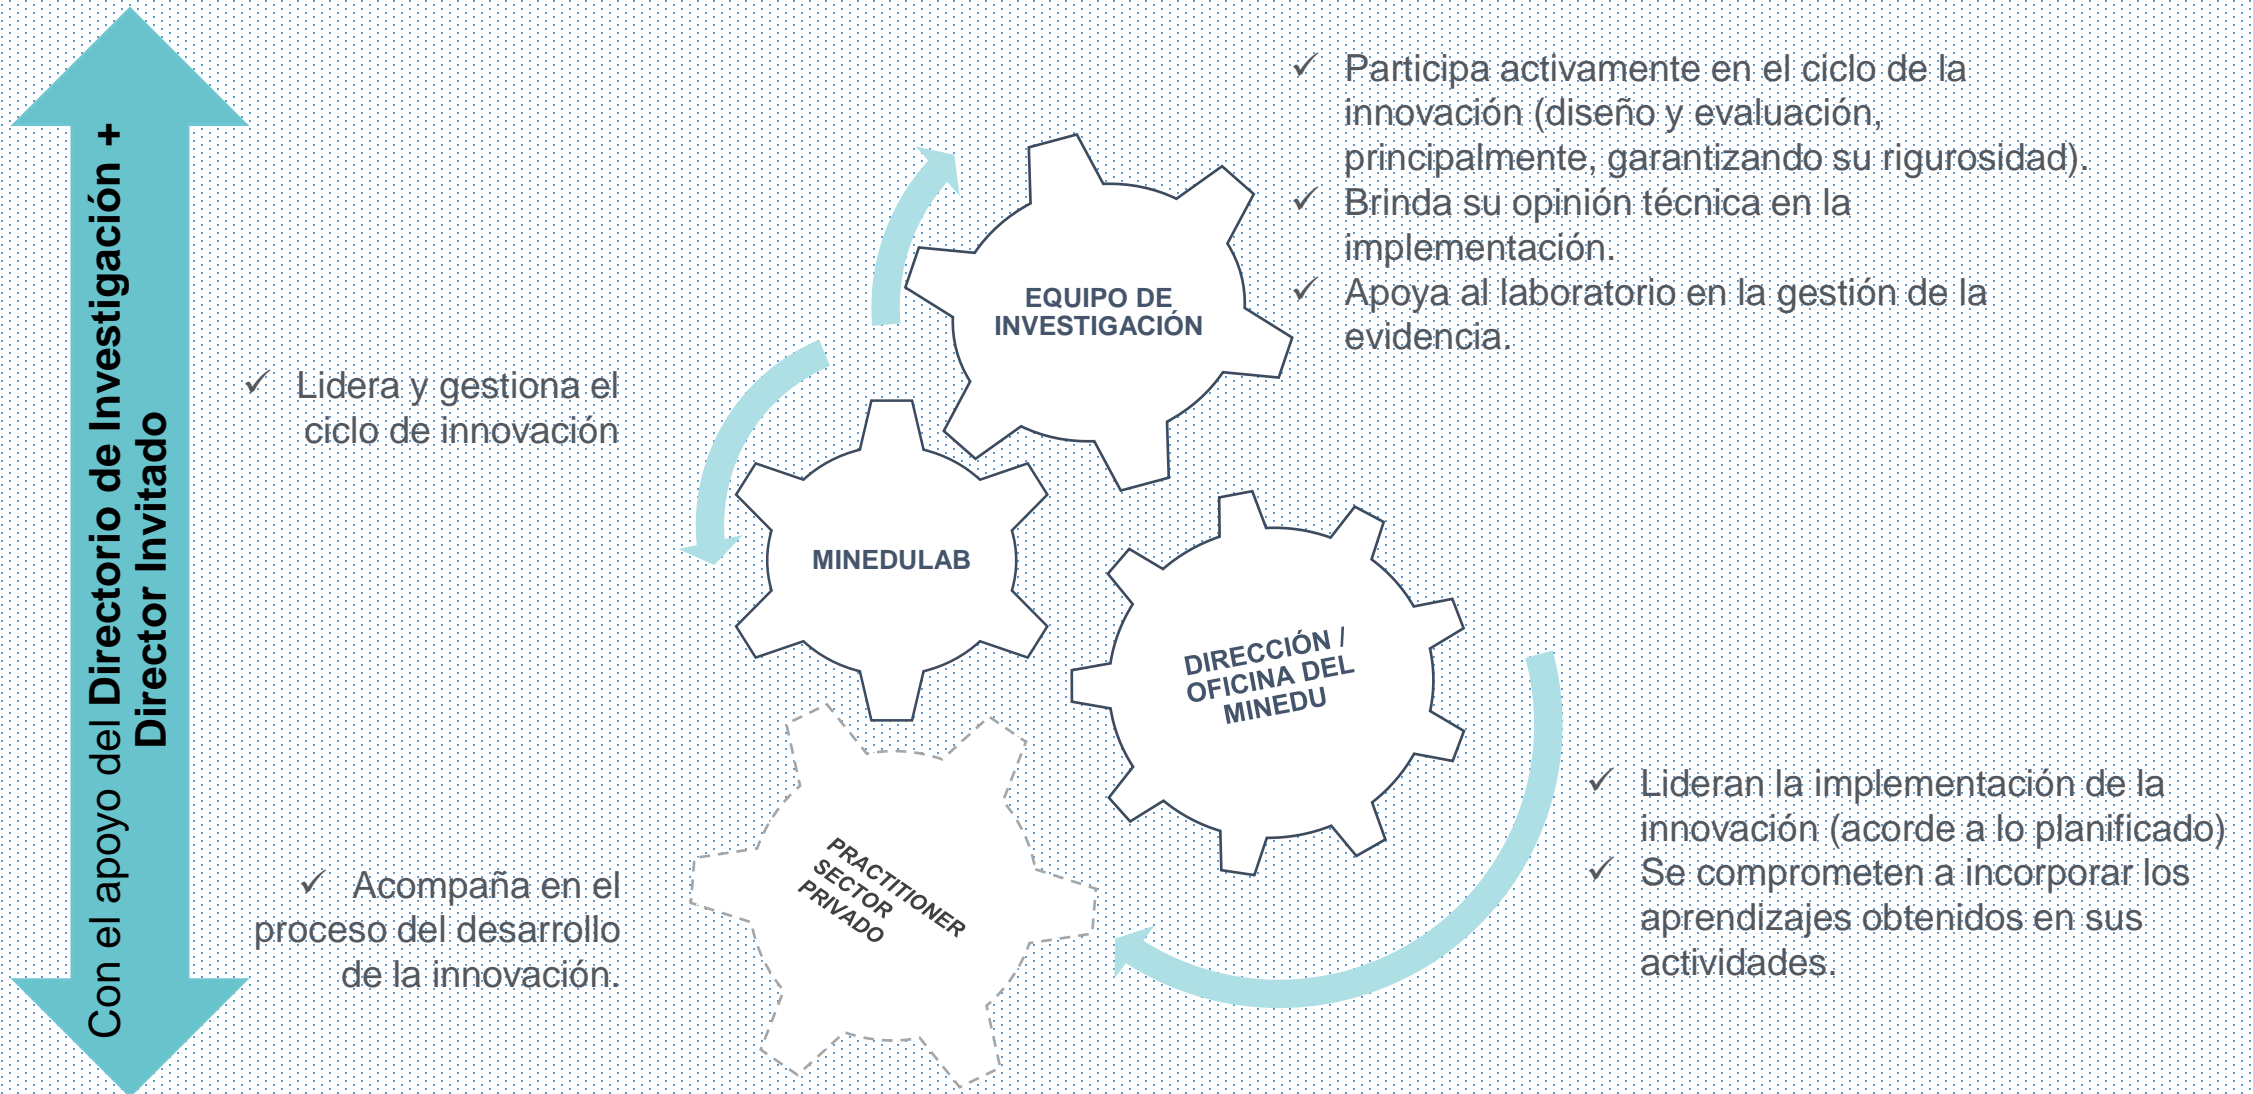 Con el apoyo del Directorio de Investigación +
Director Invitado
✓ Participa activamente en el ciclo de la
innovación (diseño y evaluación,
principalmente, garantizando su rigurosidad).
✓ Brinda su opinión técnica en la
implementación.
✓ Apoya al laboratorio en la gestión de la
evidencia.
EQUIPO DE
INVESTIGACIÓN
✓ Lidera y gestiona el
ciclo de innovación
MINEDULAB
DIRECCIÓN /
OFICINA DEL
MINEDU
✓ Lideran la implementación de la
innovación (acorde a lo planificado)
✓ Se comprometen a incorporar los
aprendizajes obtenidos en sus
actividades.
PRACTITIONER
SECTOR
PRIVADO
✓ Acompaña en el
proceso del desarrollo
de la innovación.